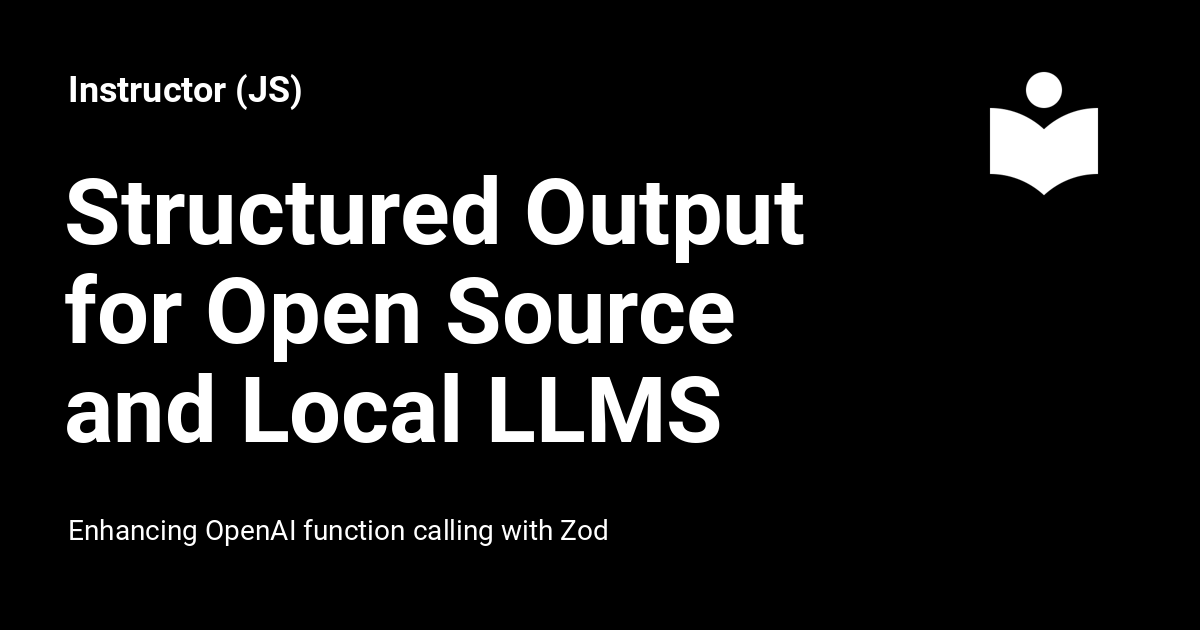 Instructor (JS)
Structured Output
for Open Source
and Local LLMS
Enhancing OpenAI function calling with Zod